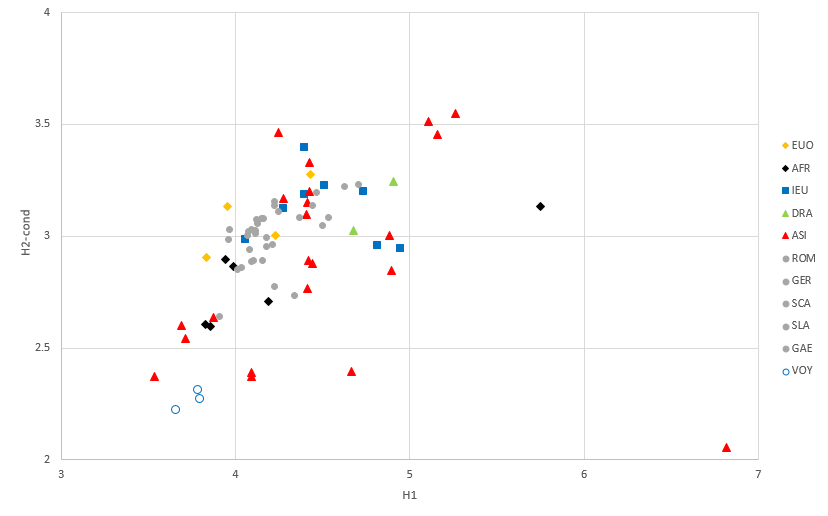 4
3.5
3
2.5
2
H2-cond
3 4 5 6 7
H1
EUO
AFR
IEU
DRA
ASI
ROM
GER
SCA
SLA
GAE
VOY